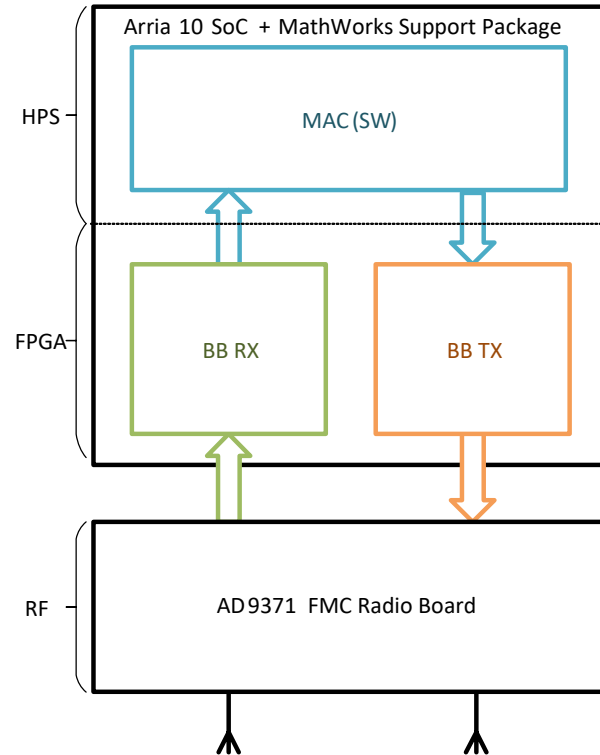 Arria 10 SoC + MathWorks Support Package
HPS
MAC (SW)
FPGA
BB RX
BB TX
RF
AD9371 FMC Radio Board